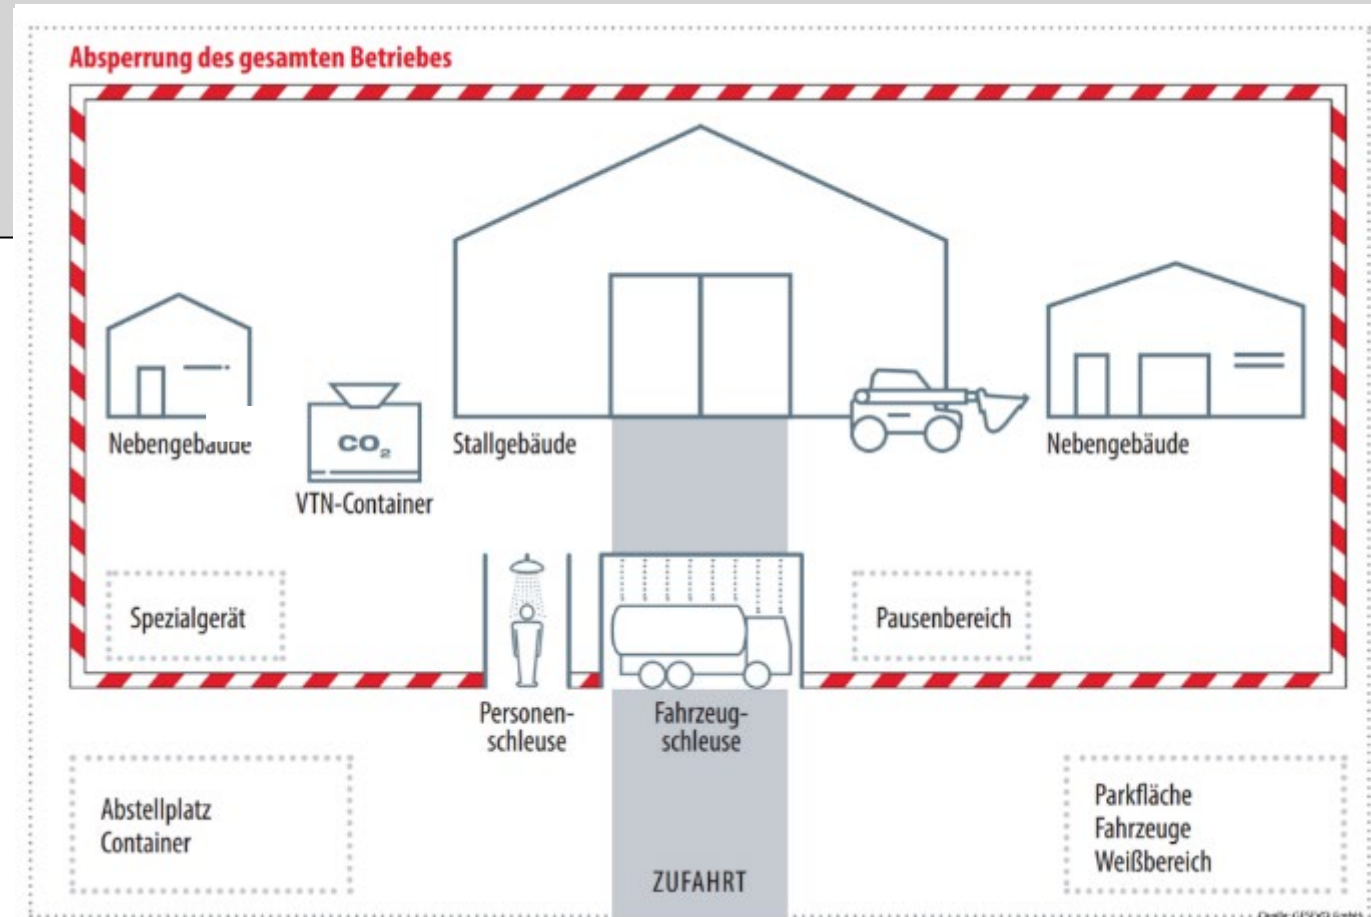 Absperrung des gesamten Betriebes
Nebengebäude
CO₂
VTN-Container
Stallgebäude
Nebengebäude
Spezialgerät
Pausenbereich
Personen-
schleuse
Fahrzeug-
schleuse
Abstellplatz
Container
ZUFAHRT
Parkfläche
Fahrzeuge
Weißbereich